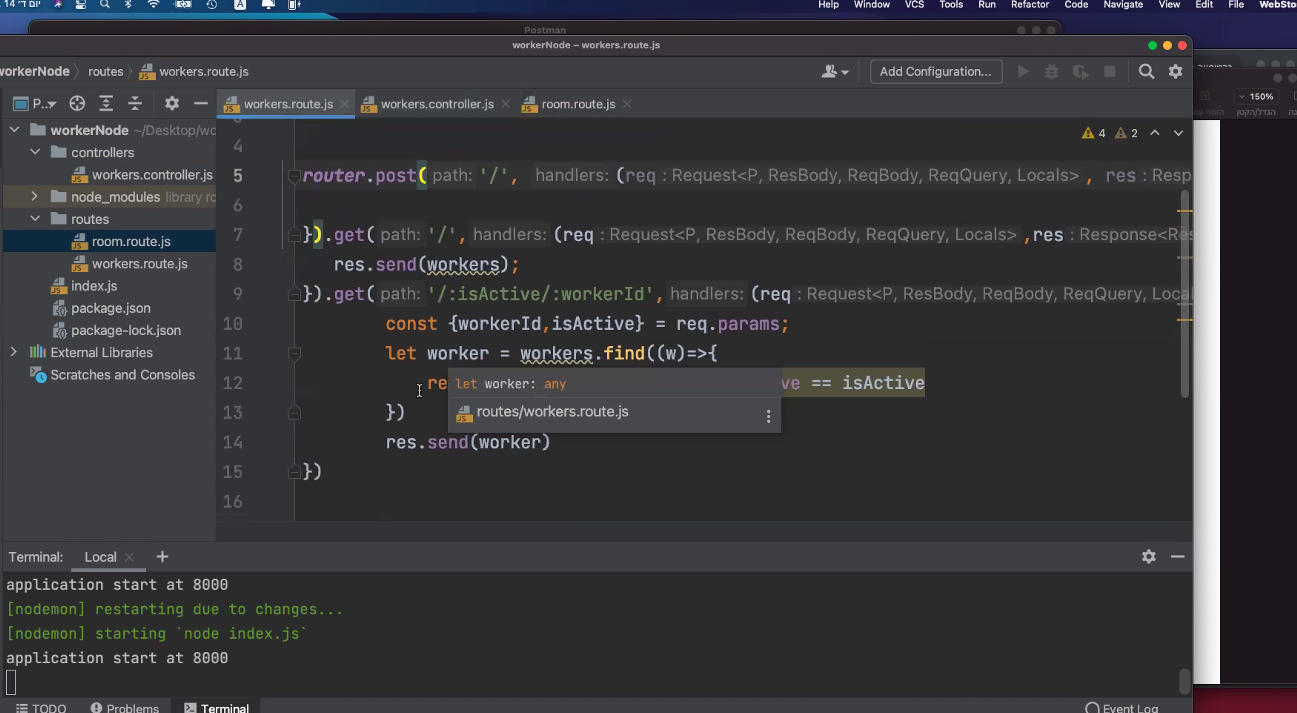 יום ד׳ 14 A Help Window VCS Tools Run Refactor Code Navigate View Edit File WebSto
Postman
workerNode – workers.route.js
workerNode routes workers.route.js Add Configuration...
P.. workers.route.js workers.controller.js room.route.js 150%
הגדל/הקטן
workerNode ~/Desktop/wo
controllers
workers.controller.js
node_modules library ro
routes
room.route.js
workers.route.js
index.js
package.json
package-lock.json
External Libraries
Scratches and Consoles
4 2
3
4
5 router.post( path: '/', handlers: (req : Request<P, ResBody, ReqBody, ReqQuery, Locals> , res : Resp
6
7 }).get( path: '/', handlers: (req : Request<P, ResBody, ReqBody, ReqQuery, Locals> ,res : Response<Res
8 res.send(workers);
9 }).get( path: '/:isActive/:workerId', handlers: (req : Request<P, ResBody, ReqBody, ReqQuery, Loca
10 const {workerId,isActive} = req.params;
11 let worker = workers.find((w)=>{
12 re let worker: any ve == isActive
routes/workers.route.js
13 })
14 res.send(worker)
15 })
16
Terminal: Local +
application start at 8000
[nodemon] restarting due to changes...
[nodemon] starting `node index.js`
application start at 8000
TODO Problems Terminal Event Log